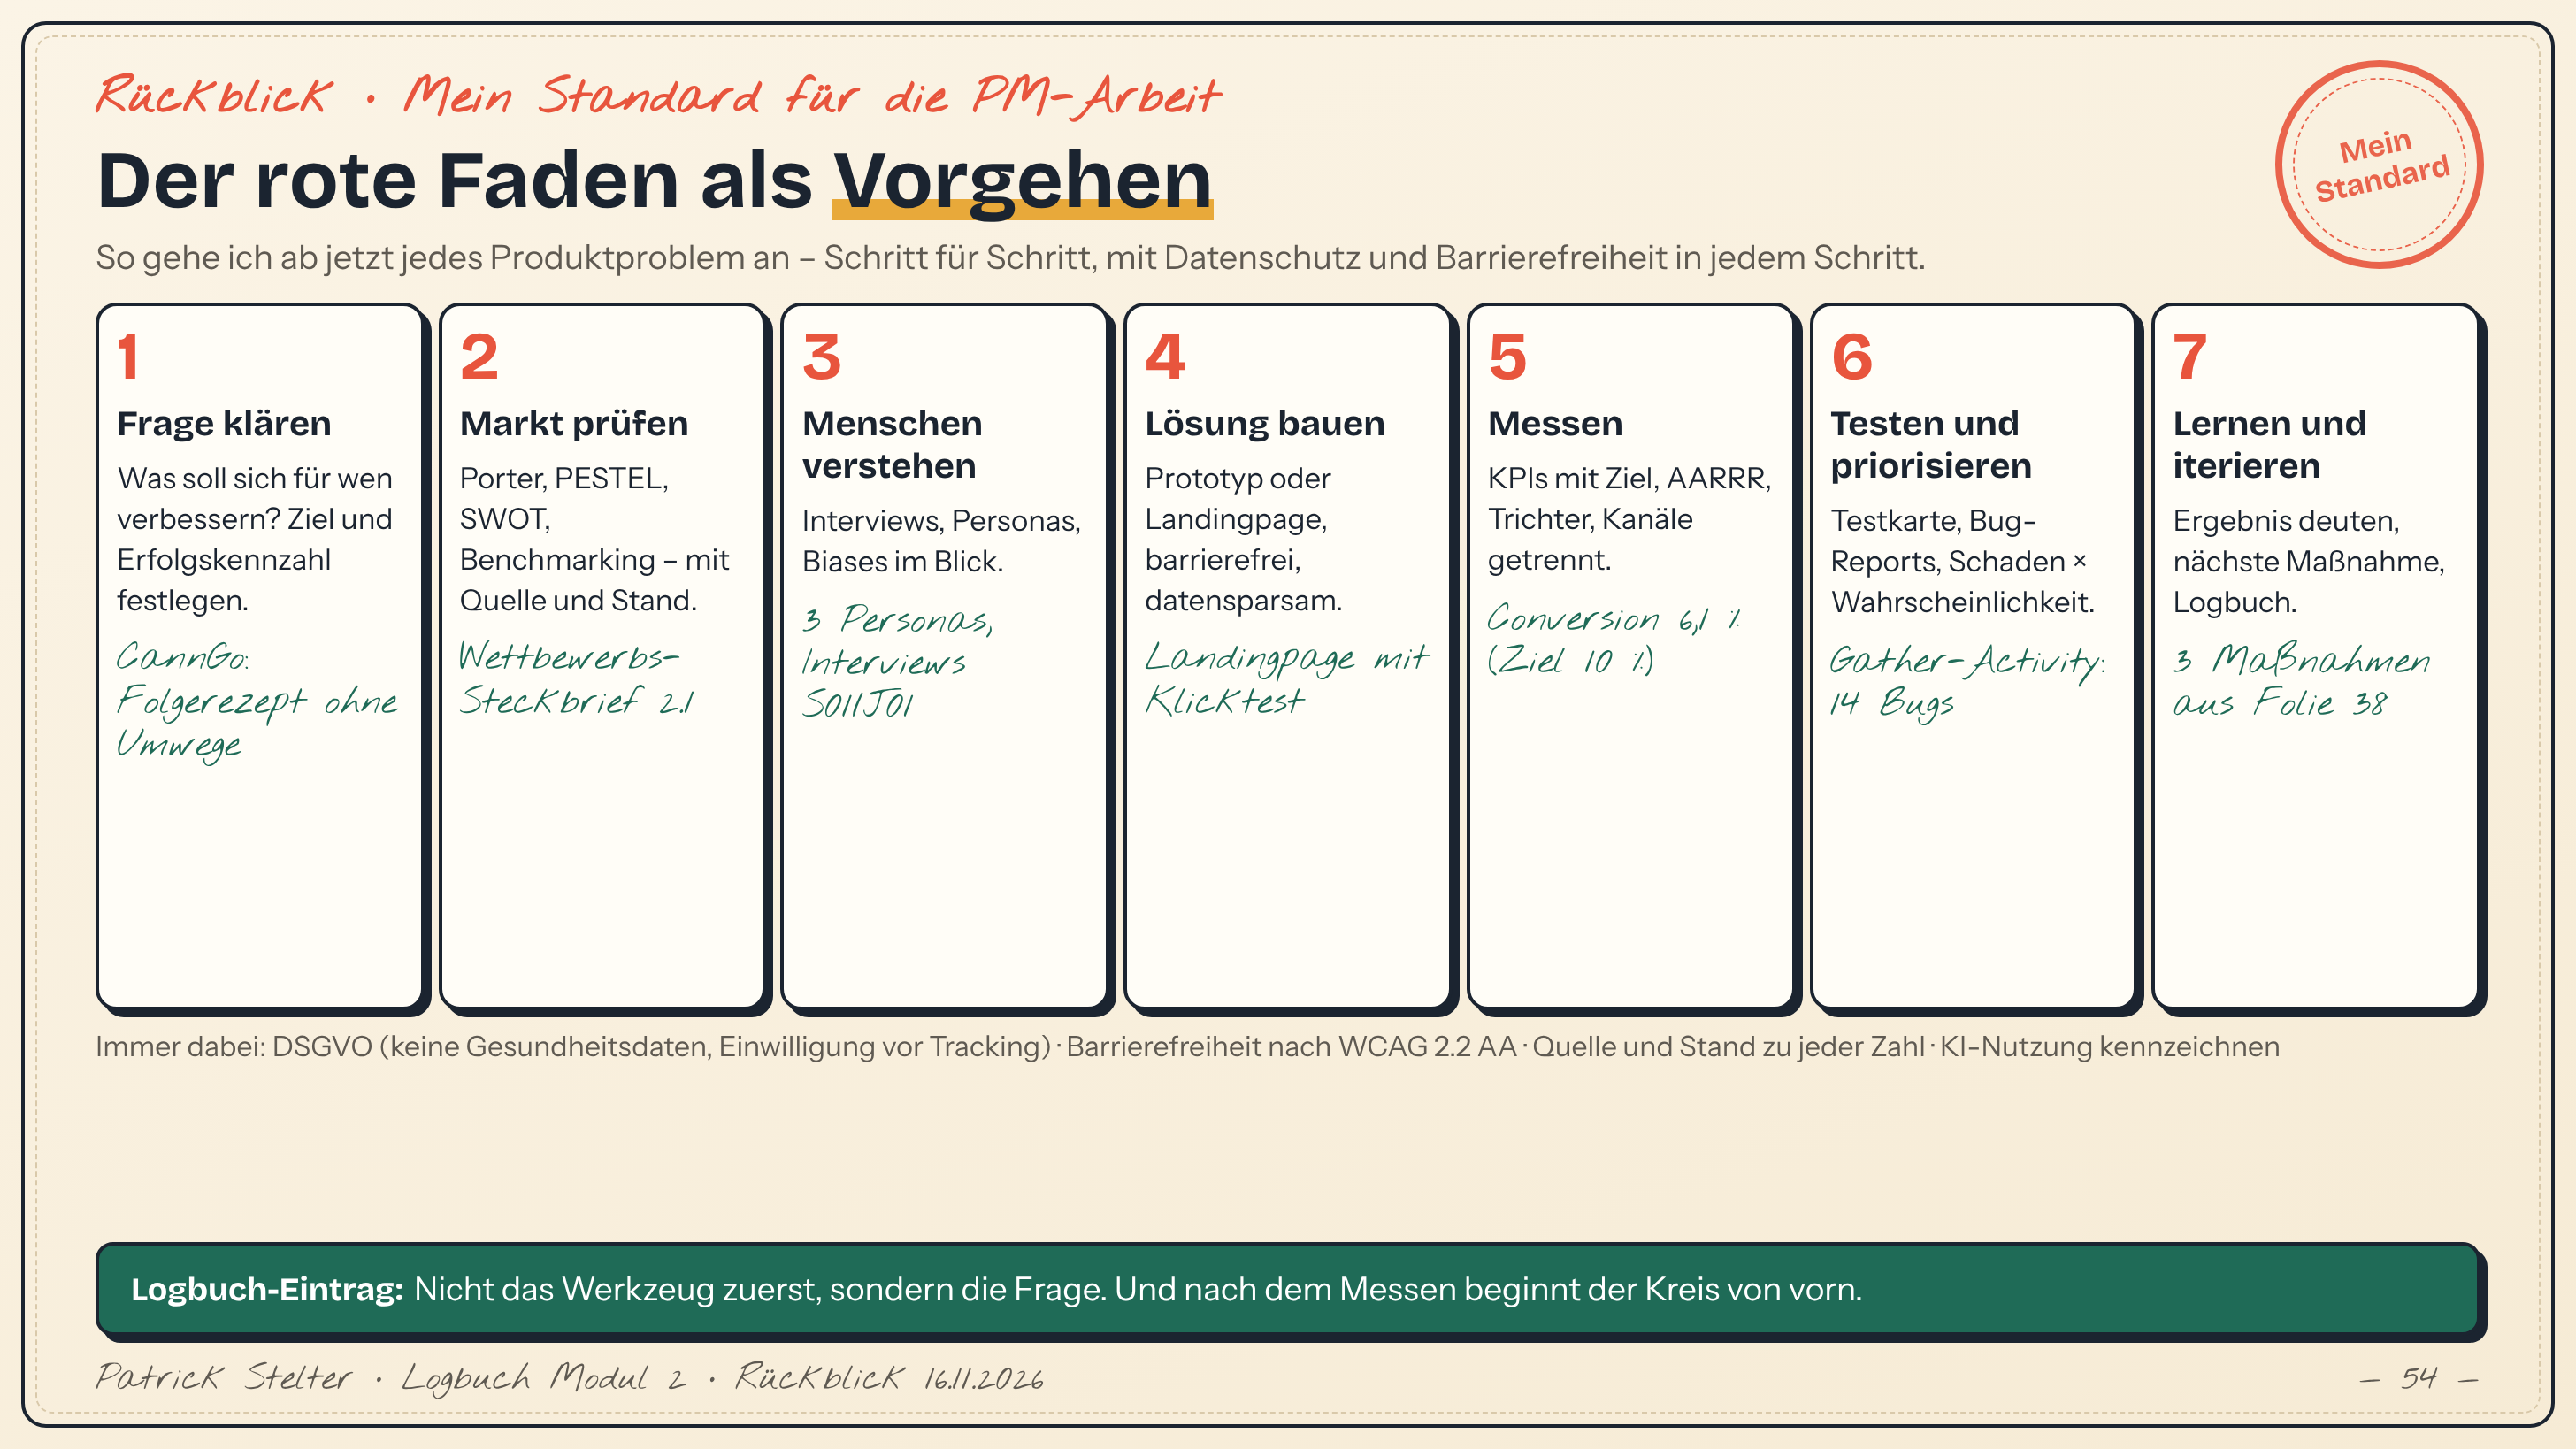 Rückblick · Mein Standard für die PM-Arbeit
Der rote Faden als Vorgehen
So gehe ich ab jetzt jedes Produktproblem an – Schritt für Schritt, mit Datenschutz und Barrierefreiheit in jedem Schritt.
Mein
Standard
1
Frage klären
Was soll sich für wen
verbessern? Ziel und
Erfolgskennzahl
festlegen.
CannGo:
Folgerezept ohne
Umwege
2
Markt prüfen
Porter, PESTEL,
SWOT,
Benchmarking – mit
Quelle und Stand.
Wettbewerbs-
Steckbrief 2.1
3
Menschen
verstehen
Interviews, Personas,
Biases im Blick.
3 Personas,
Interviews
S01IJ01
4
Lösung bauen
Prototyp oder
Landingpage,
barrierefrei,
datensparsam.
Landingpage mit
Klicktest
5
Messen
KPIs mit Ziel, AARRR,
Trichter, Kanäle
getrennt.
Conversion 6,1 %
(Ziel 10 %)
6
Testen und
priorisieren
Testkarte, Bug-
Reports, Schaden ×
Wahrscheinlichkeit.
Gather-Activity:
14 Bugs
7
Lernen und
iterieren
Ergebnis deuten,
nächste Maßnahme,
Logbuch.
3 Maßnahmen
aus Folie 38
Immer dabei: DSGVO (keine Gesundheitsdaten, Einwilligung vor Tracking) · Barrierefreiheit nach WCAG 2.2 AA · Quelle und Stand zu jeder Zahl · KI-Nutzung kennzeichnen
Logbuch-Eintrag: Nicht das Werkzeug zuerst, sondern die Frage. Und nach dem Messen beginnt der Kreis von vorn.
Patrick Stelter · Logbuch Modul 2 · Rückblick 16.11.2026
– 54 –